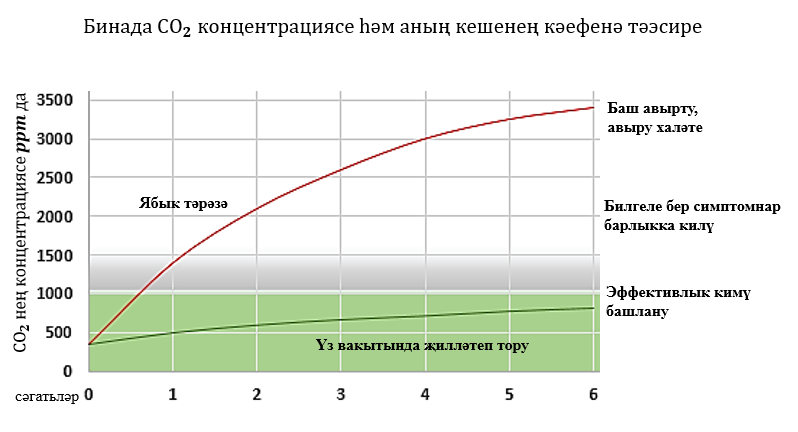 Бинада CO₂ концентрациясе һәм аның кешенең кәефенә тәэсире
CO₂ нең концентрациясе ppm да
3500
3000
2500
2000
1500
1000
500
0
Баш авырту,
авыру халәте
Ябык тәрәзә
Билгеле бер симптомнар
барлыкка килү
Эффективлык кимү
башлану
Үз вакытында җилләтеп тору
сәгатьләр 0 1 2 3 4 5 6